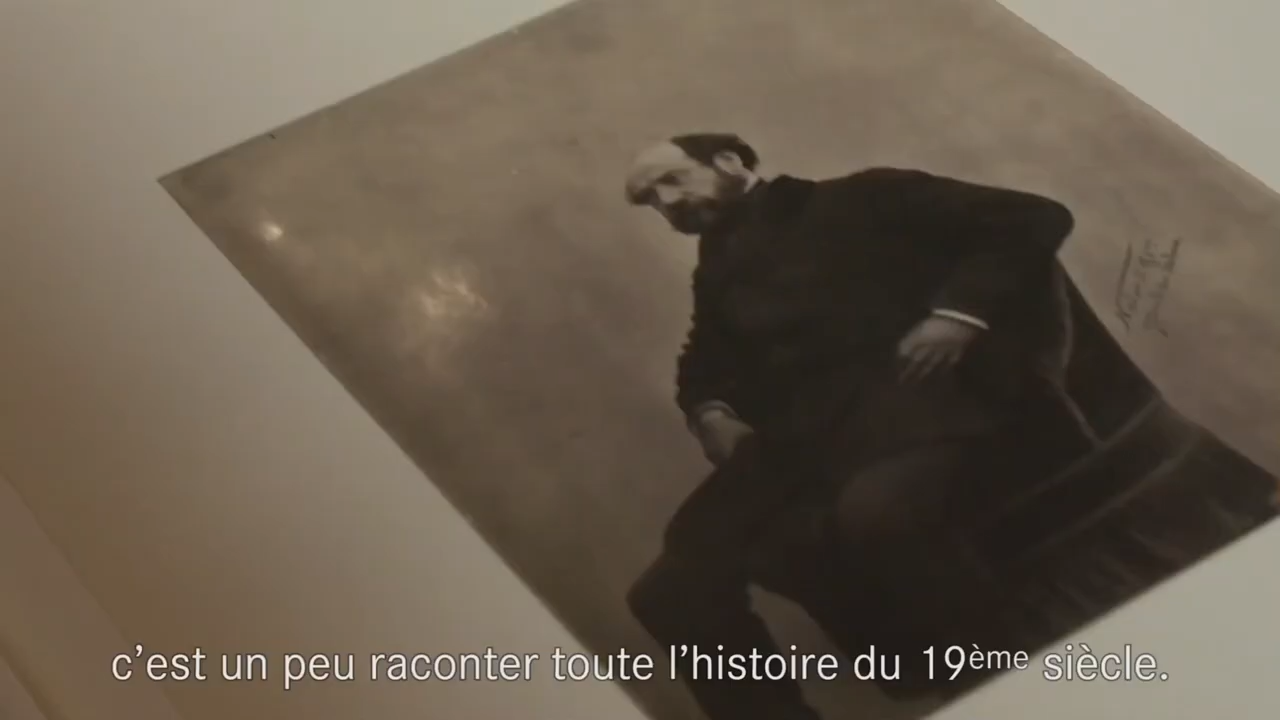 c'est un peu raconter toute l'histoire du 19ème siècle.